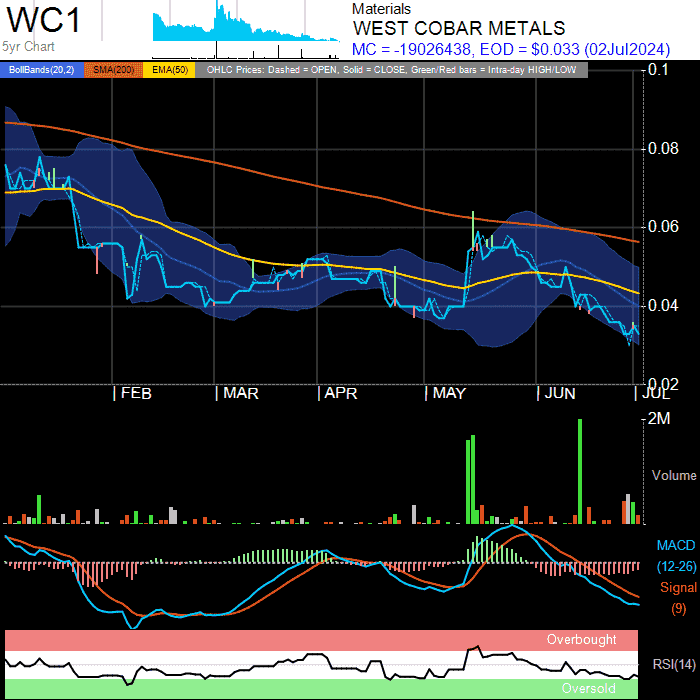 WC1
5yr Chart
Materials
WEST COBAR METALS
MC = -19026438, EOD = $0.033 (02Jul2024)
BollBands(20,2) SMA(200) EMA(50) OHLC Prices: Dashed = OPEN, Solid = CLOSE, Green/Red bars = Intra-day HIGH/LOW
0.1
0.08
0.06
0.04
0.02
FEB MAR APR MAY JUN JUL
2M
Volume
MACD
(12-26)
Signal
(9)
Overbought
RSI(14)
Oversold